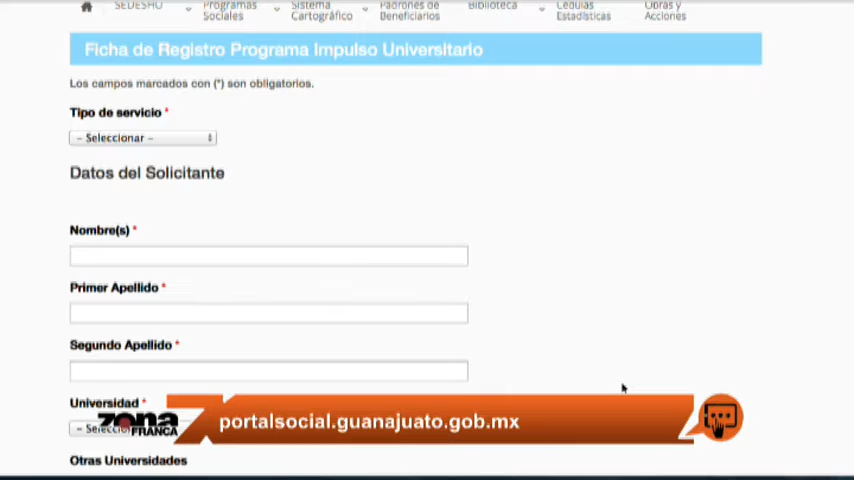 SEDESHU
Programas
Sociales
Sistema
Cartográfico
Padrones de
Beneficiarios
Biblioteca
Cédulas
Estadísticas
Obras y
Acciones
Ficha de Registro Programa Impulso Universitario
Los campos marcados con (*) son obligatorios.
Tipo de servicio *
- Seleccionar -
Datos del Solicitante
Nombre(s) *
Primer Apellido *
Segundo Apellido *
Universidad *
zona
FRANCA
portalsocial.guanajuato.gob.mx
Otras Universidades